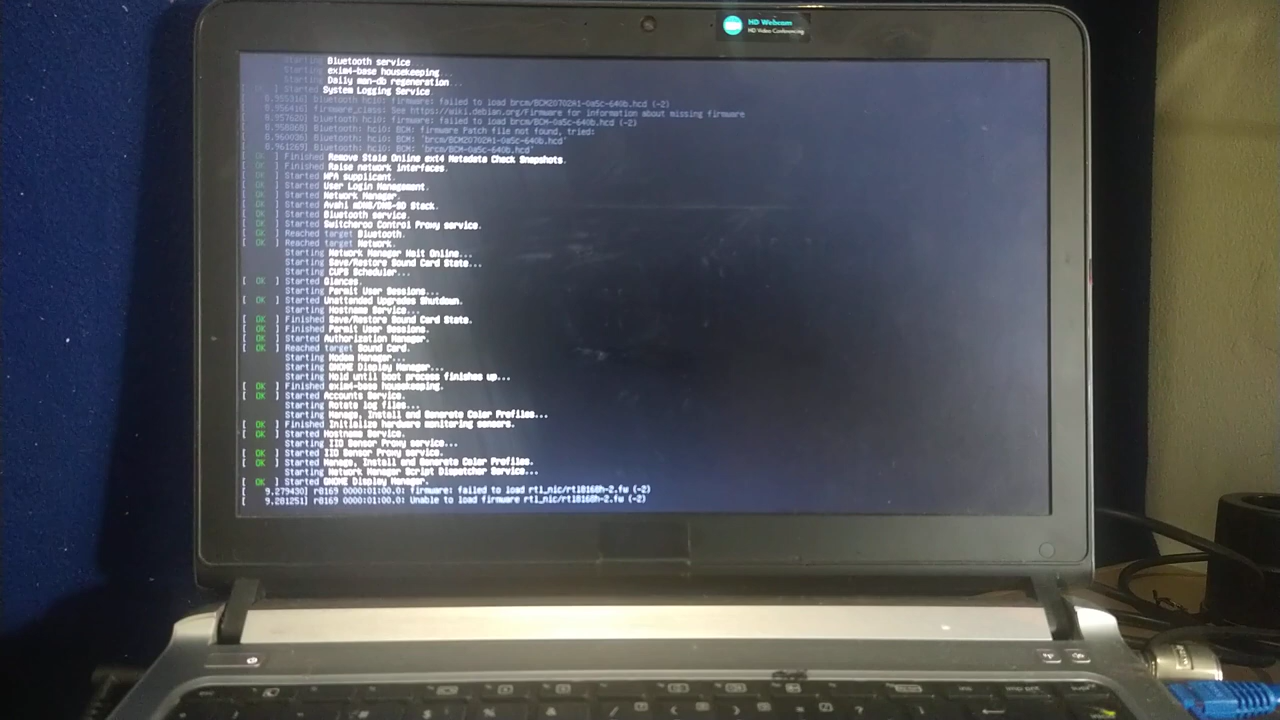 HD Webcam
HD Video Conferencing
Starting Bluetooth service
Starting exim4-base housekeeping...
Starting Daily man-db regeneration...
[ OK ] Started System Logging Service
0.955316] bluetooth hci0: firmware: failed to load brcm/BCM20702A1-0a5c-640b.hcd (-2)
0.956416] firmware_class: See https://wiki.debian.org/Firmware for information about missing firmware
0.957620] bluetooth hci0: firmware: failed to load brcm/BCM-0a5c-640b.hcd (-2)
0.958868] Bluetooth: hci0: BCM: firmware Patch file not found, tried:
0.960036] Bluetooth: hci0: BCM: 'brcm/BCM20702A1-0a5c-640b.hcd'
0.961269] Bluetooth: hci0: BCM: 'brcm/BCM-0a5c-640b.hcd'
[ OK ] Finished Remove Stale Online ext4 Metadata Check Snapshots.
[ OK ] Finished Raise network interfaces.
[ OK ] Started WPA supplicant.
[ OK ] Started User Login Management.
[ OK ] Started Network Manager.
[ OK ] Started Avahi mDNS/DNS-SD Stack.
[ OK ] Started Bluetooth service.
[ OK ] Started Switcheroo Control Proxy service.
[ OK ] Reached target Bluetooth.
[ OK ] Reached target Network.
Starting Network Manager Wait Online...
Starting Save/Restore Sound Card State...
Starting CUPS Scheduler...
[ OK ] Started Glances.
Starting Permit User Sessions...
[ OK ] Started Unattended Upgrades Shutdown.
Starting Hostname Service...
[ OK ] Finished Save/Restore Sound Card State.
[ OK ] Finished Permit User Sessions.
[ OK ] Started Authorization Manager.
[ OK ] Reached target Sound Card.
Starting Modem Manager...
Starting GNOME Display Manager...
Starting Hold until boot process finishes up...
[ OK ] Finished exim4-base housekeeping.
[ OK ] Started Accounts Service.
Starting Rotate log files...
Starting Manage, Install and Generate Color Profiles...
[ OK ] Finished Initialize hardware monitoring sensors.
[ OK ] Started Hostname Service.
Starting IIO Sensor Proxy service...
[ OK ] Started IIO Sensor Proxy service.
[ OK ] Started Manage, Install and Generate Color Profiles.
Starting Network Manager Script Dispatcher Service...
[ OK ] Started GNOME Display Manager.
[ 9.279430] r8169 0000:01:00.0: firmware: failed to load rtl_nic/rtl8168h-2.fw (-2)
[ 9.281251] r8169 0000:01:00.0: Unable to load firmware rtl_nic/rtl8168h-2.fw (-2)